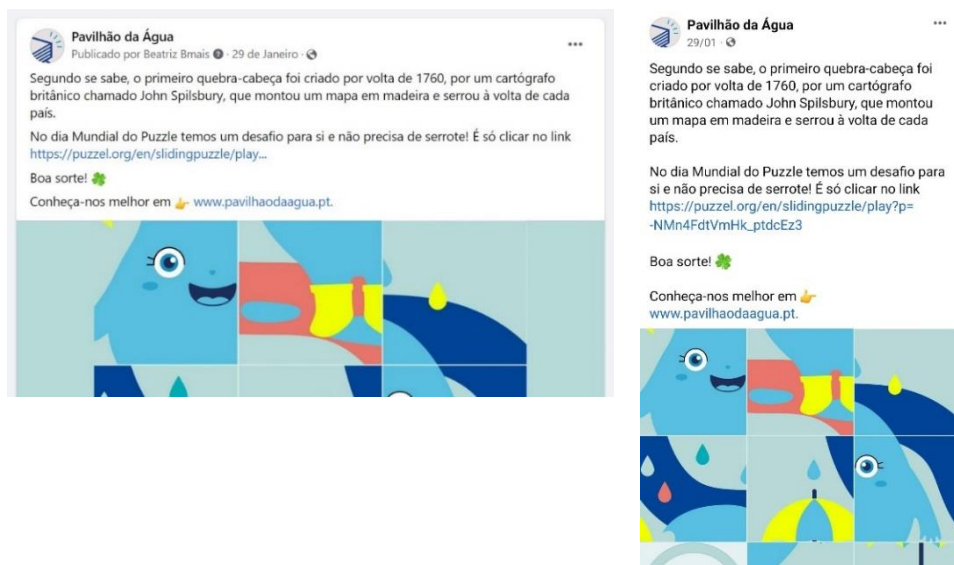 Pavilhão da Água
Publicado por Beatriz Bmais · 29 de Janeiro ·
Segundo se sabe, o primeiro quebra-cabeça foi criado por volta de 1760, por um cartógrafo
britânico chamado John Spilsbury, que montou um mapa em madeira e serrou à volta de cada
país.
No dia Mundial do Puzzle temos um desafio para si e não precisa de serrote! É só clicar no link
https://puzzel.org/en/slidingpuzzle/play...
Boa sorte! 🍀
Conheça-nos melhor em 👉 www.pavilhaodaagua.pt.
Pavilhão da Água
29/01 ·
Segundo se sabe, o primeiro quebra-cabeça foi
criado por volta de 1760, por um cartógrafo
britânico chamado John Spilsbury, que montou
um mapa em madeira e serrou à volta de cada
país.
No dia Mundial do Puzzle temos um desafio para
si e não precisa de serrote! É só clicar no link
https://puzzel.org/en/slidingpuzzle/play?p=
-NMn4FdtVmHk_ptdcEz3
Boa sorte! 🍀
Conheça-nos melhor em 👉
www.pavilhaodaagua.pt.